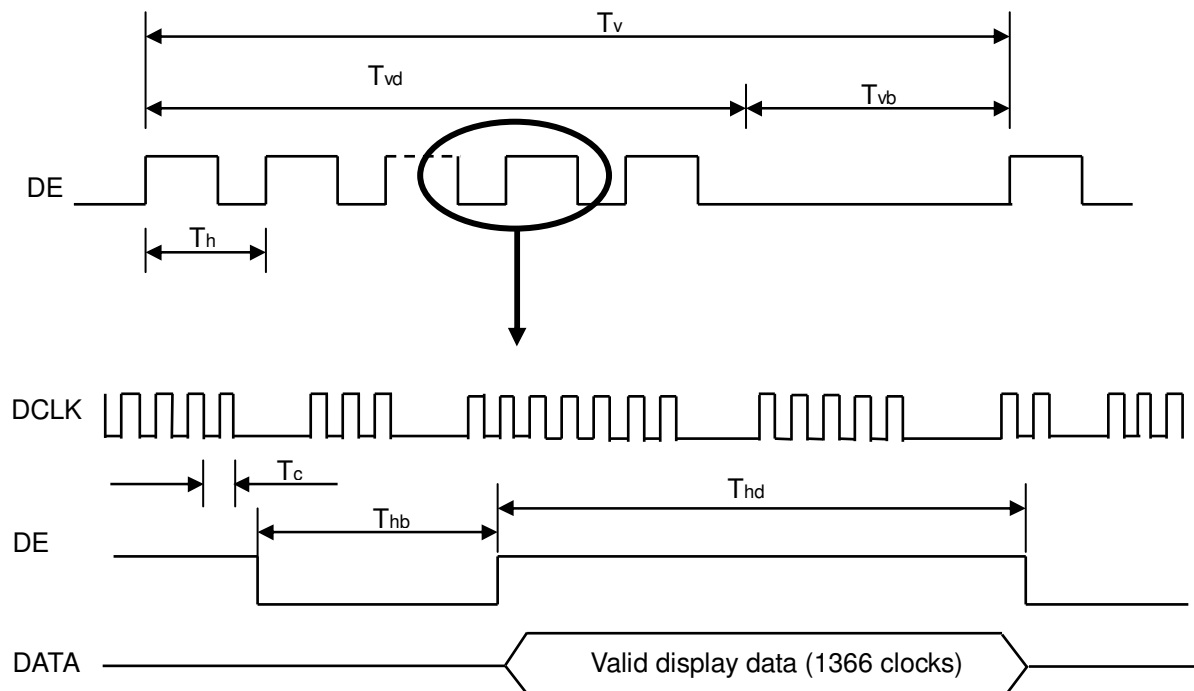 Tv
Tvd
Tvb
DE
Th
DCLK
Tc
Thd
Thb
DE
DATA
Valid display data (1366 clocks)